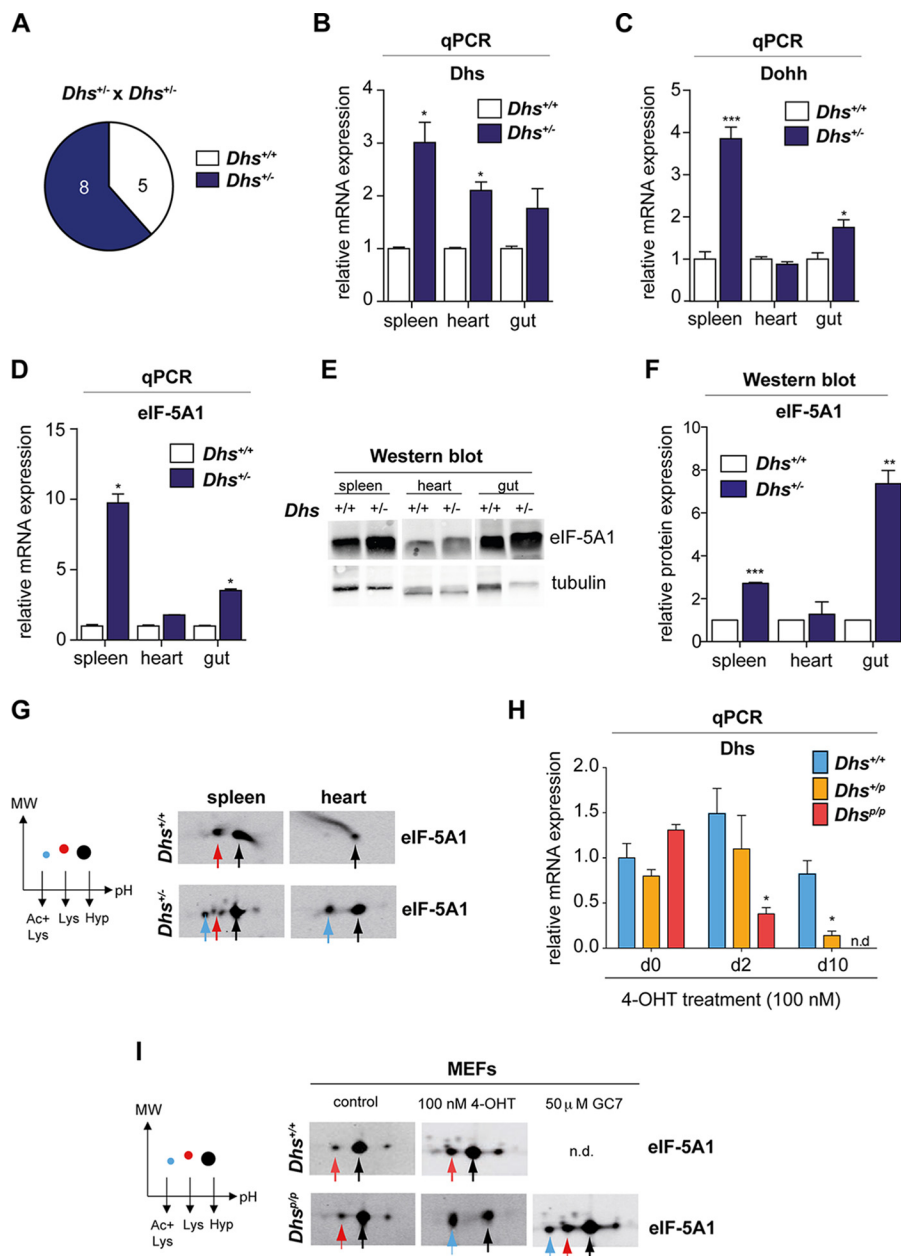 A
Dhs+/- x Dhs+/-
8
5
Dhs+/+
Dhs+/-
B
qPCR
Dhs
relative mRNA expression
4
3
2
1
0
Dhs+/+
Dhs+/-
*
*
spleen heart gut
C
qPCR
Dohh
relative mRNA expression
5
4
2
1
0
Dhs+/+
Dhs+/-
***
*
spleen heart gut
D
qPCR
eIF-5A1
relative mRNA expression
15
10
5
0
Dhs+/+
Dhs+/-
*
*
spleen heart gut
E
Western blot
spleen heart gut
Dhs +/+ +/- +/+ +/- +/+ +/-
eIF-5A1
tubulin
F
Western blot
eIF-5A1
relative protein expression
10
8
6
4
2
0
Dhs+/+
Dhs+/-
***
**
spleen heart gut
G
MW
pH
Ac+ Lys Hyp
Lys
spleen heart
Dhs+/+
eIF-5A1
Dhs+/-
eIF-5A1
H
qPCR
Dhs
relative mRNA expression
2.0
1.5
1.0
0.5
0.0
Dhs+/+
Dhs+/p
Dhsp/p
*
*
n.d
d0 d2 d10
4-OHT treatment (100 nM)
I
MW
pH
Ac+ Lys Hyp
Lys
MEFs
control 100 nM 4-OHT 50 μM GC7
Dhs+/+
n.d.
eIF-5A1
Dhsp/p
eIF-5A1